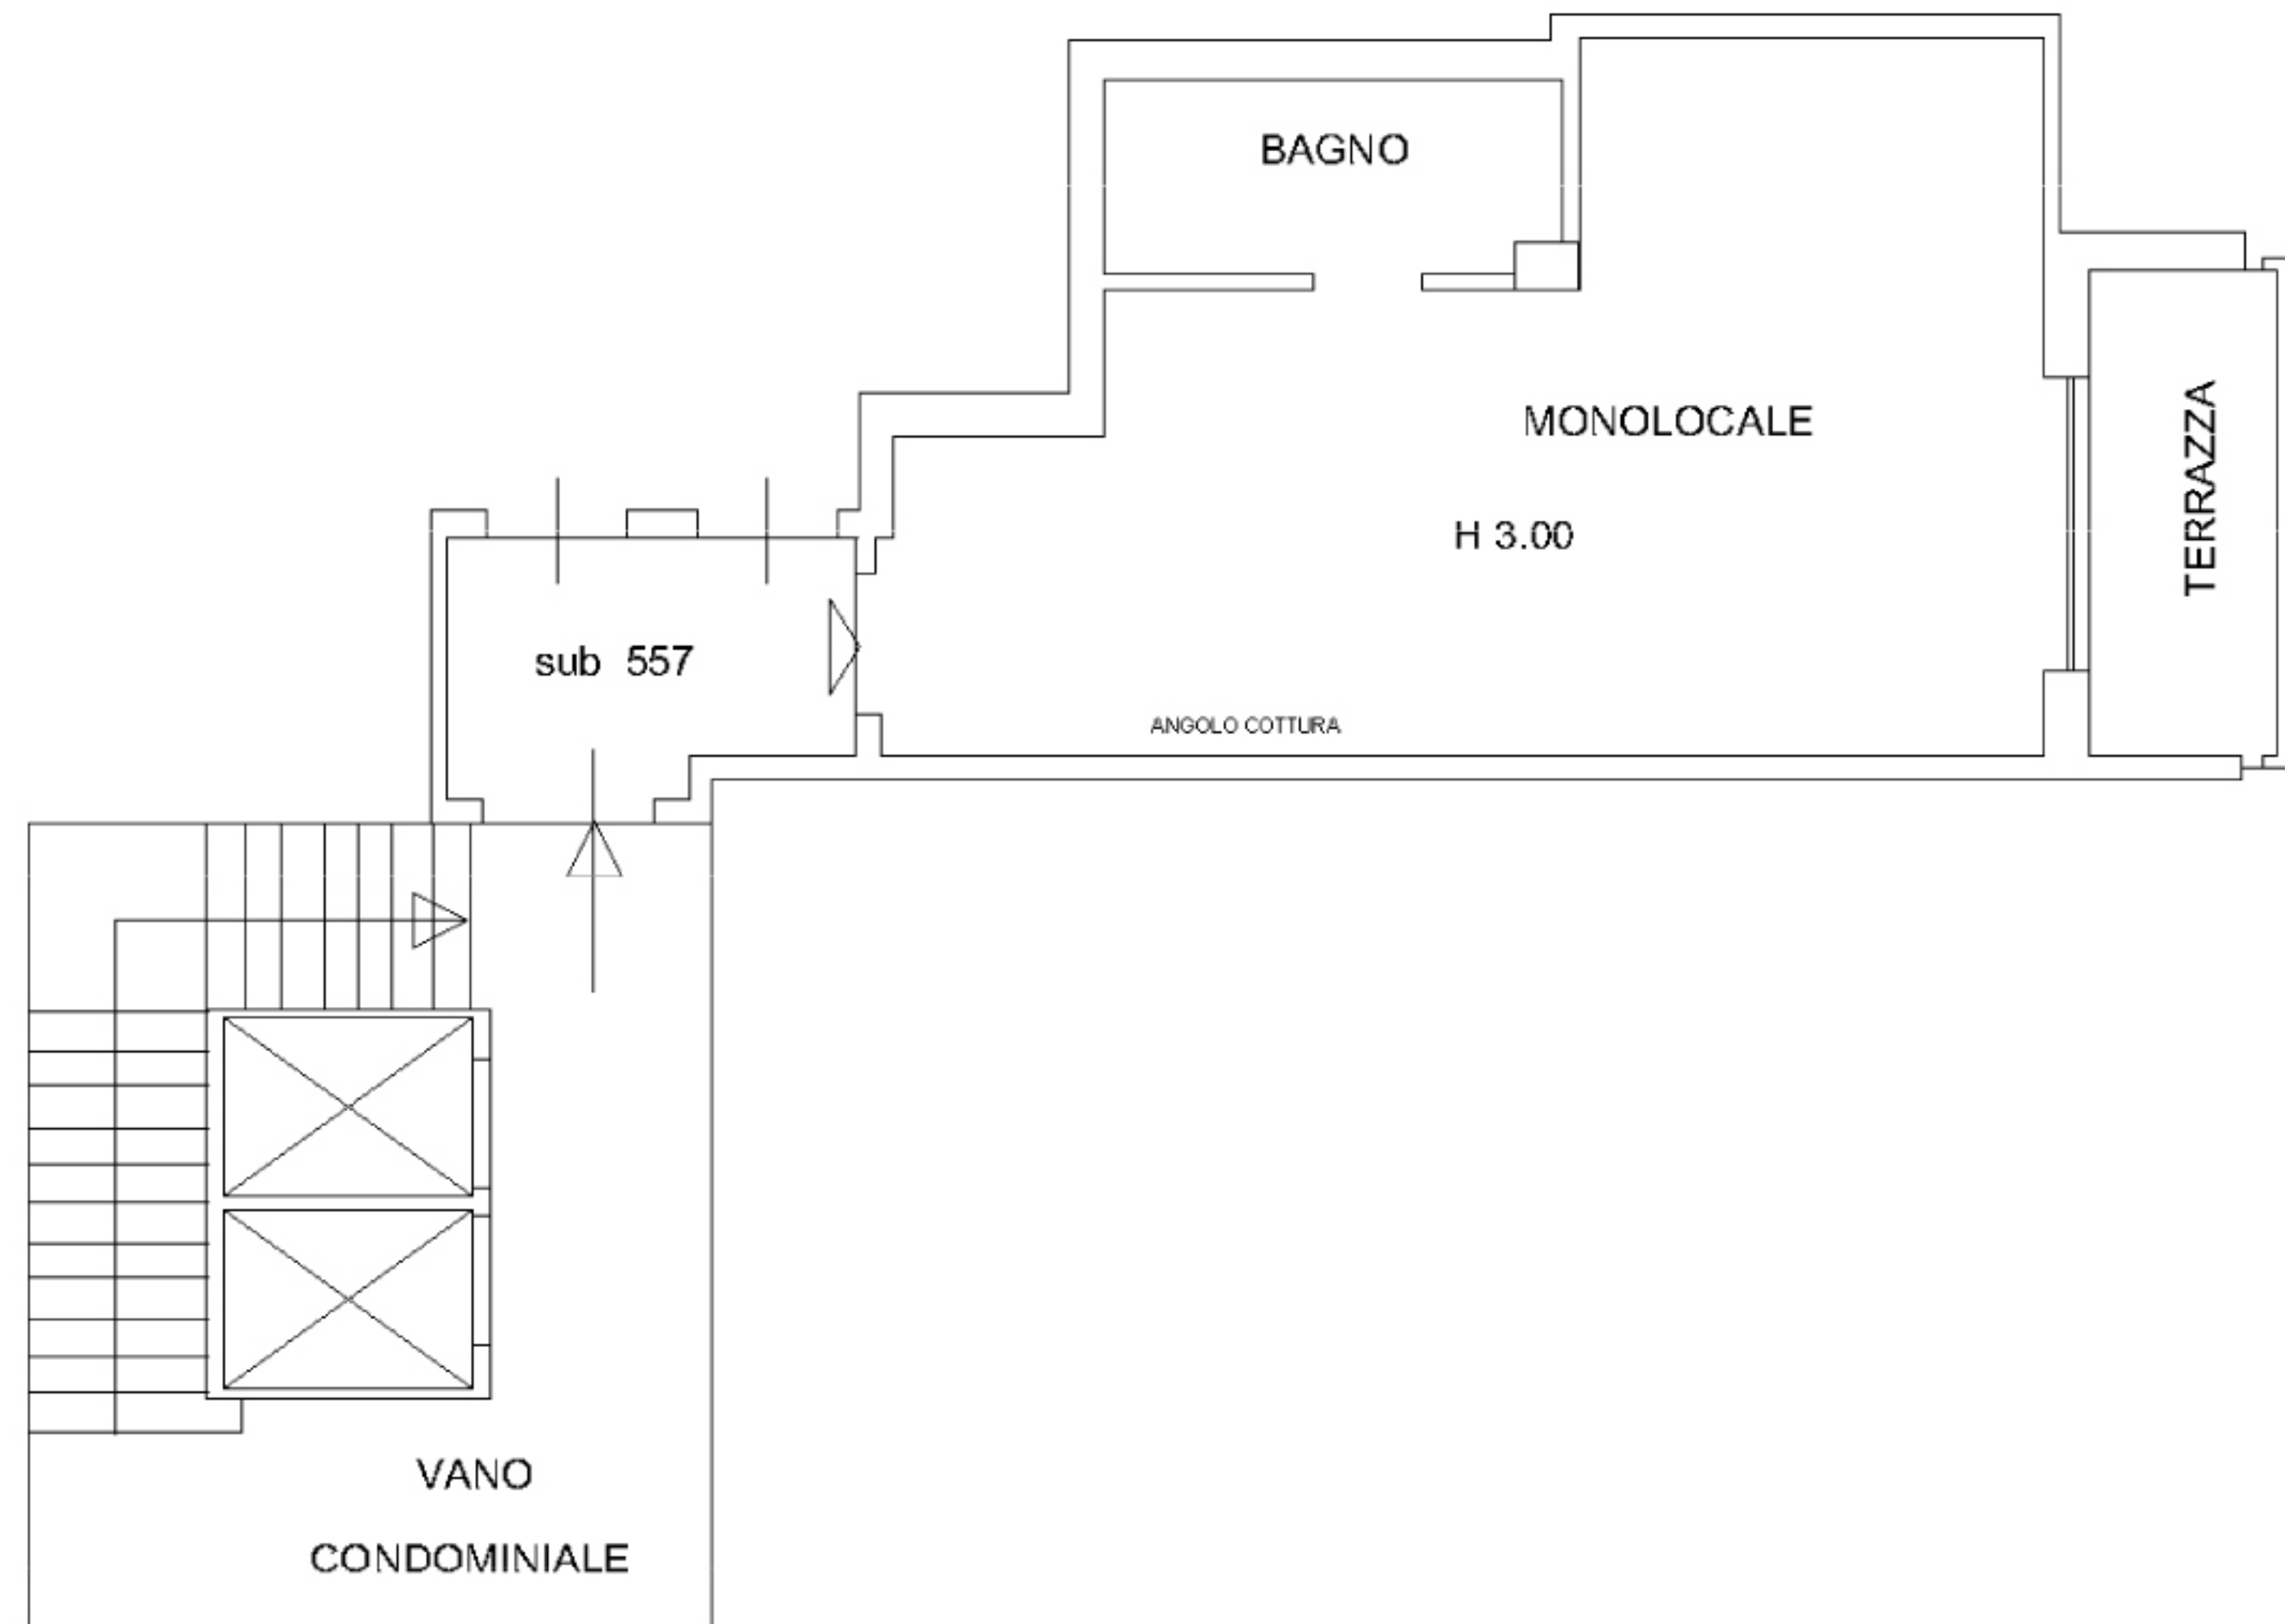 BAGNO
MONOLOCALE
TERRAZZA
H 3.00
sub 557
ANGOLO COTTURA
VANO
CONDOMINIALE